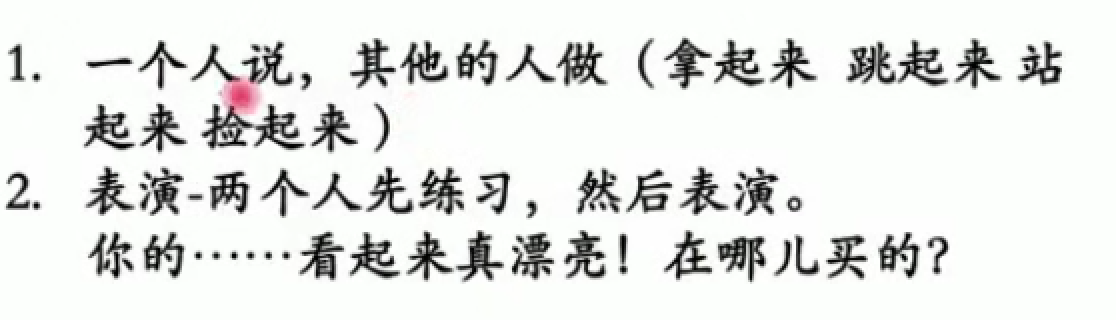 1. 一个人说，其他的人做（拿起来 跳起来 站
起来 捡起来）
2. 表演-两个人先练习，然后表演。
你的……看起来真漂亮！在哪儿买的？